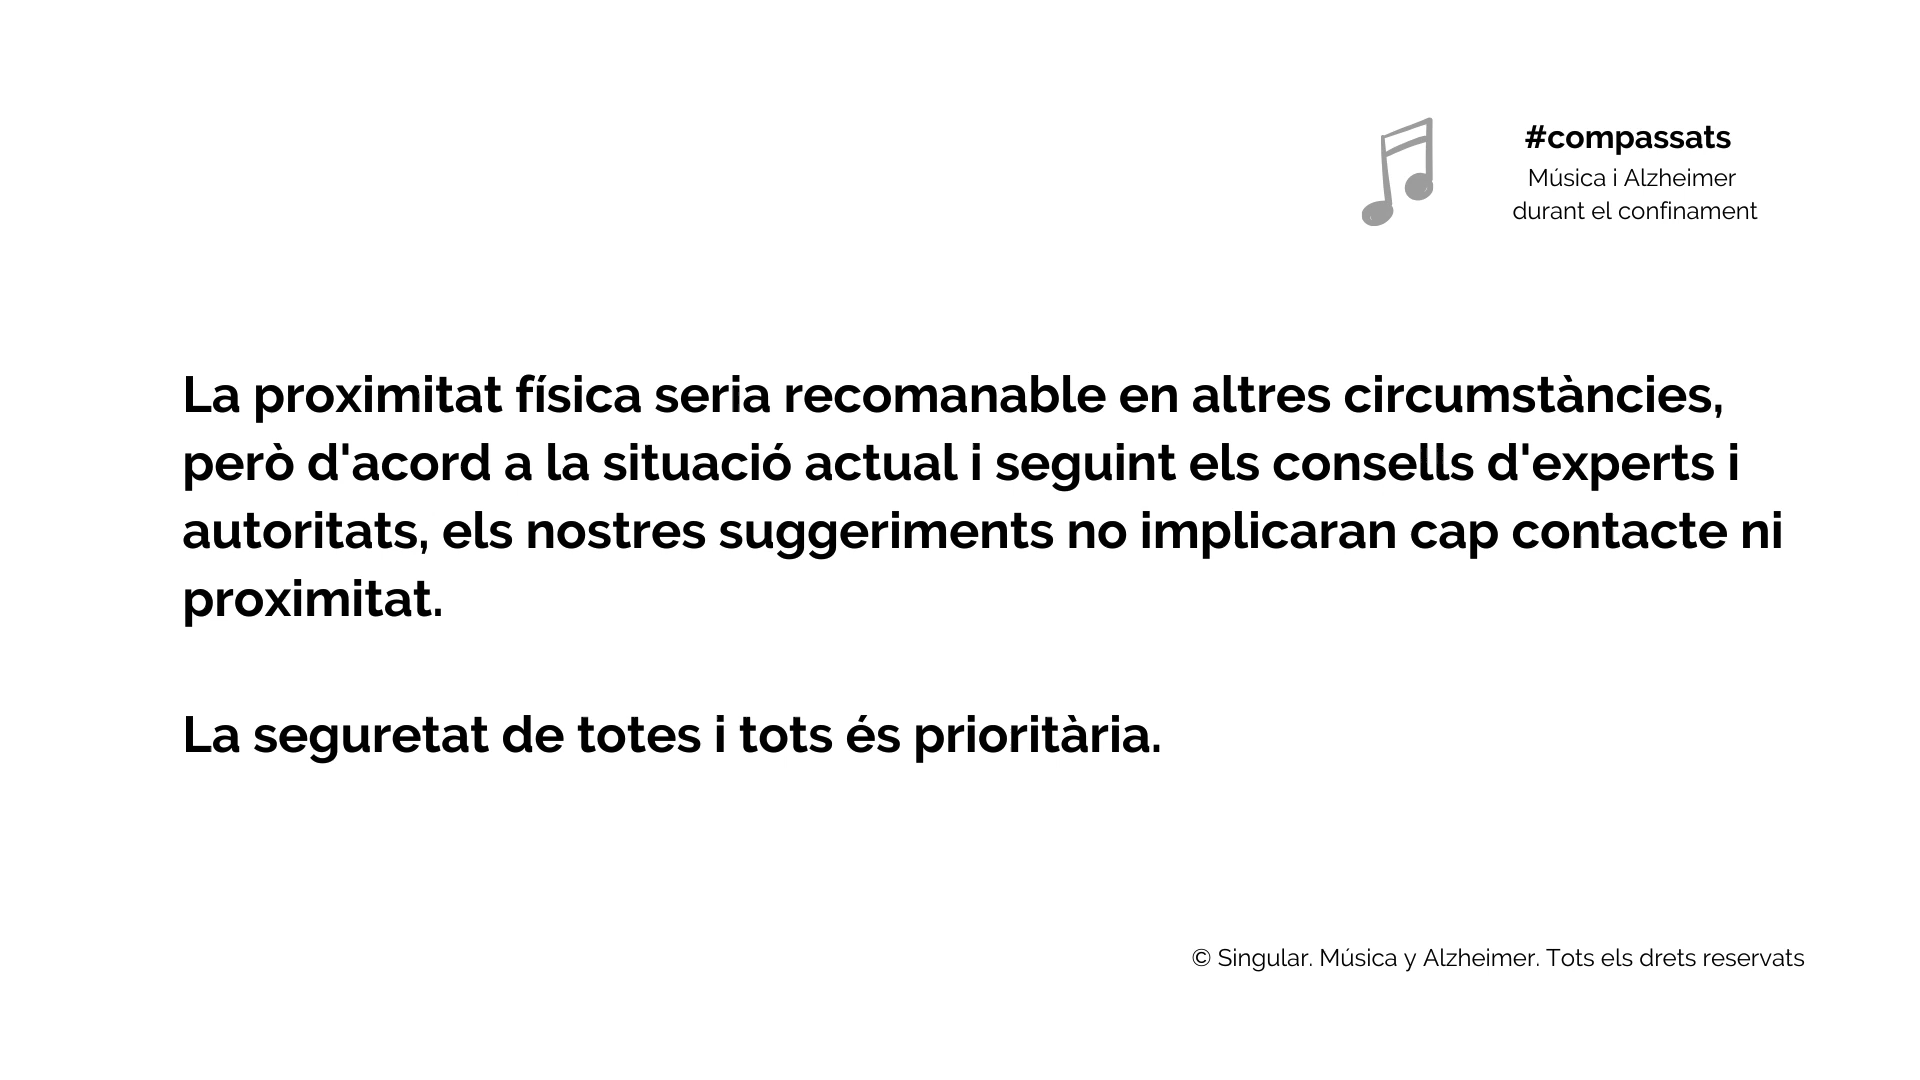 #compassats
Música i Alzheimer
durant el confinament
La proximitat física seria recomanable en altres circumstàncies,
però d'acord a la situació actual i seguint els consells d'experts i
autoritats, els nostres suggeriments no implicaran cap contacte ni
proximitat.
La seguretat de totes i tots és prioritària.
© Singular. Música y Alzheimer. Tots els drets reservats